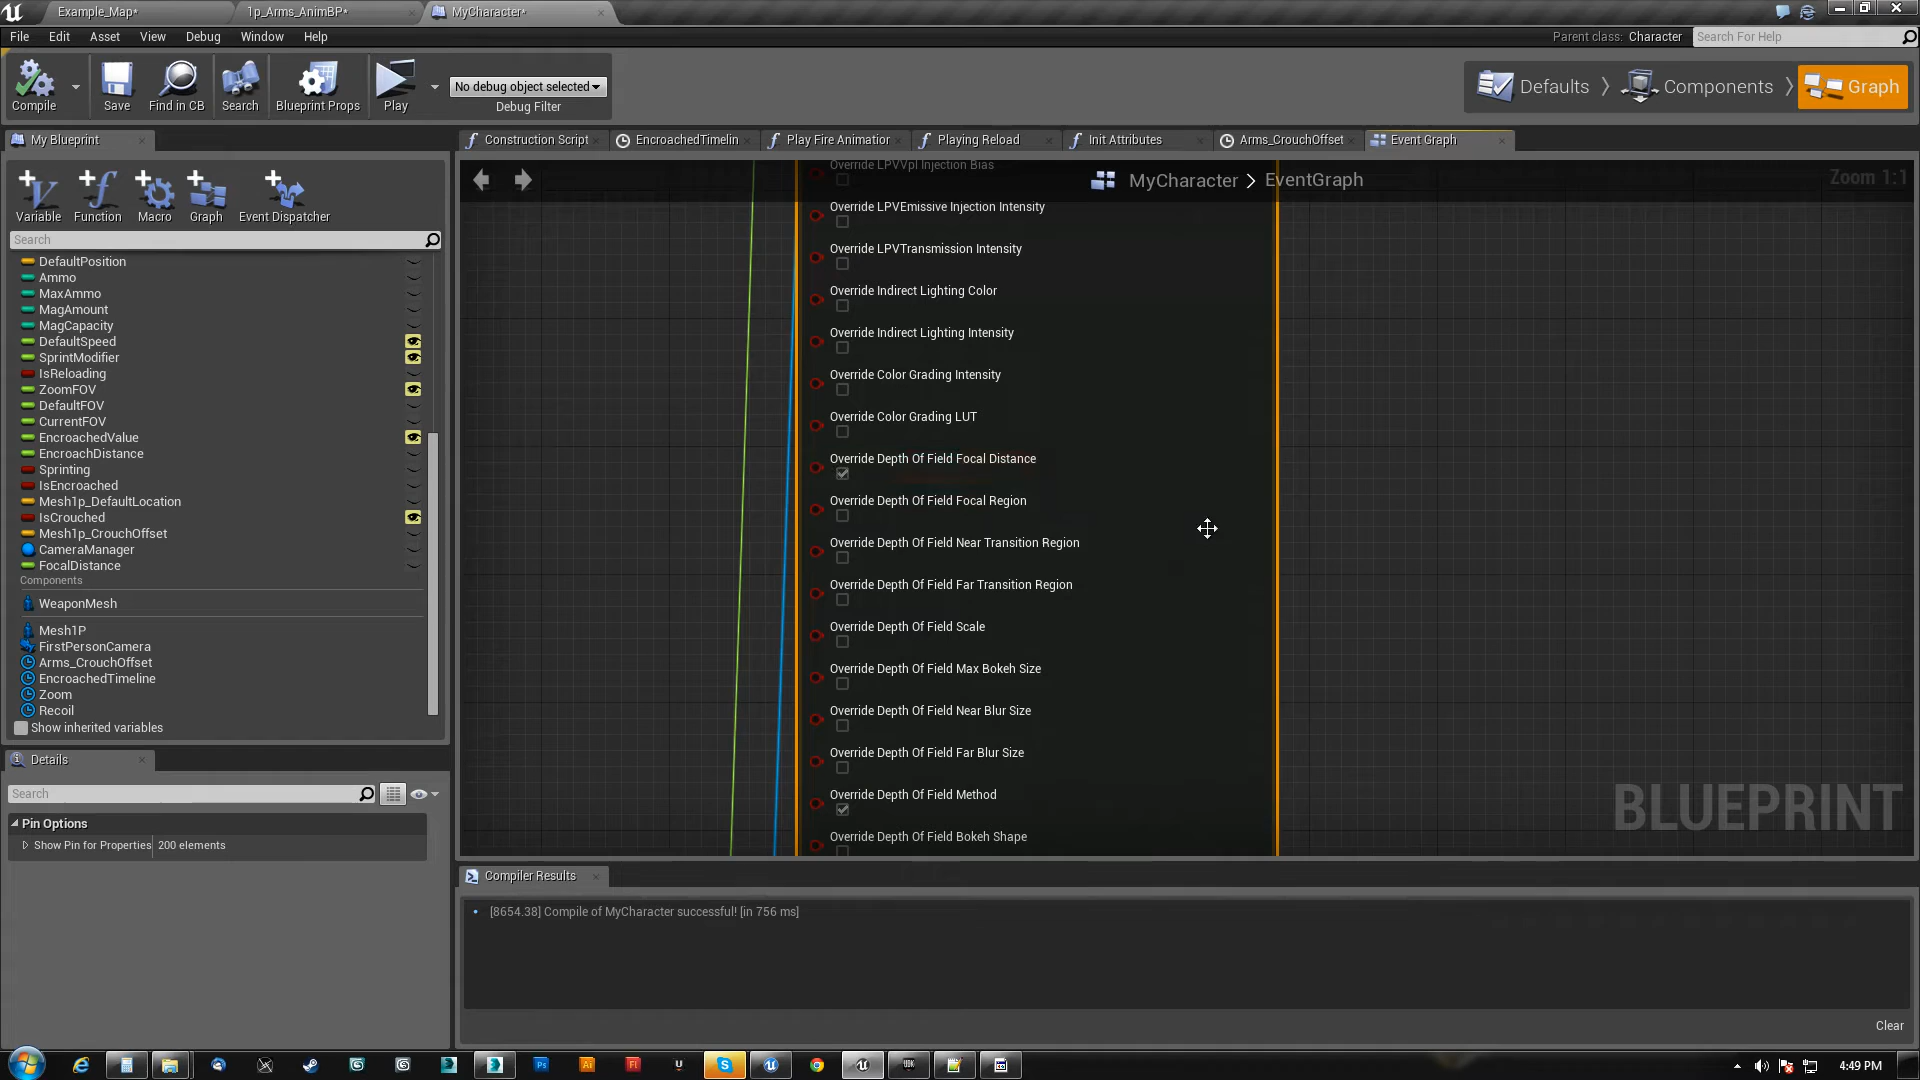 Example_Map*
1p_Arms_AnimBP*
MyCharacter*
File Edit Asset View Debug Window Help
Parent class: Character
Search For Help
Compile
Save
Find in CB
Search
Blueprint Props
Play
No debug object selected
Debug Filter
Defaults
Components
Graph
My Blueprint
Construction Script
EncroachedTimelin
Play Fire Animatior
Playing Reload
Init Attributes
Arms_CrouchOffset
Event Graph
Variable
Function
Macro
Graph
Event Dispatcher
MyCharacter > EventGraph
Zoom 1:1
Search
DefaultPosition
Ammo
MaxAmmo
MagAmount
MagCapacity
DefaultSpeed
SprintModifier
IsReloading
ZoomFOV
DefaultFOV
CurrentFOV
EncroachedValue
EncroachDistance
Sprinting
IsEncroached
Mesh1p_DefaultLocation
IsCrouched
Mesh1p_CrouchOffset
CameraManager
FocalDistance
Components
WeaponMesh
Mesh1P
FirstPersonCamera
Arms_CrouchOffset
EncroachedTimeline
Zoom
Recoil
Show inherited variables
Override LPVVpl Injection Bias
Override LPVEmissive Injection Intensity
Override LPVTransmission Intensity
Override Indirect Lighting Color
Override Indirect Lighting Intensity
Override Color Grading Intensity
Override Color Grading LUT
Override Depth Of Field Focal Distance
Override Depth Of Field Focal Region
Override Depth Of Field Near Transition Region
Override Depth Of Field Far Transition Region
Override Depth Of Field Scale
Override Depth Of Field Max Bokeh Size
Override Depth Of Field Near Blur Size
Override Depth Of Field Far Blur Size
Override Depth Of Field Method
Override Depth Of Field Bokeh Shape
BLUEPRINT
Details
Search
Pin Options
Show Pin for Properties 200 elements
Compiler Results
[8654.38] Compile of MyCharacter successful! [in 756 ms]
Clear
Ps
Ai
Fl
UDK
4:49 PM